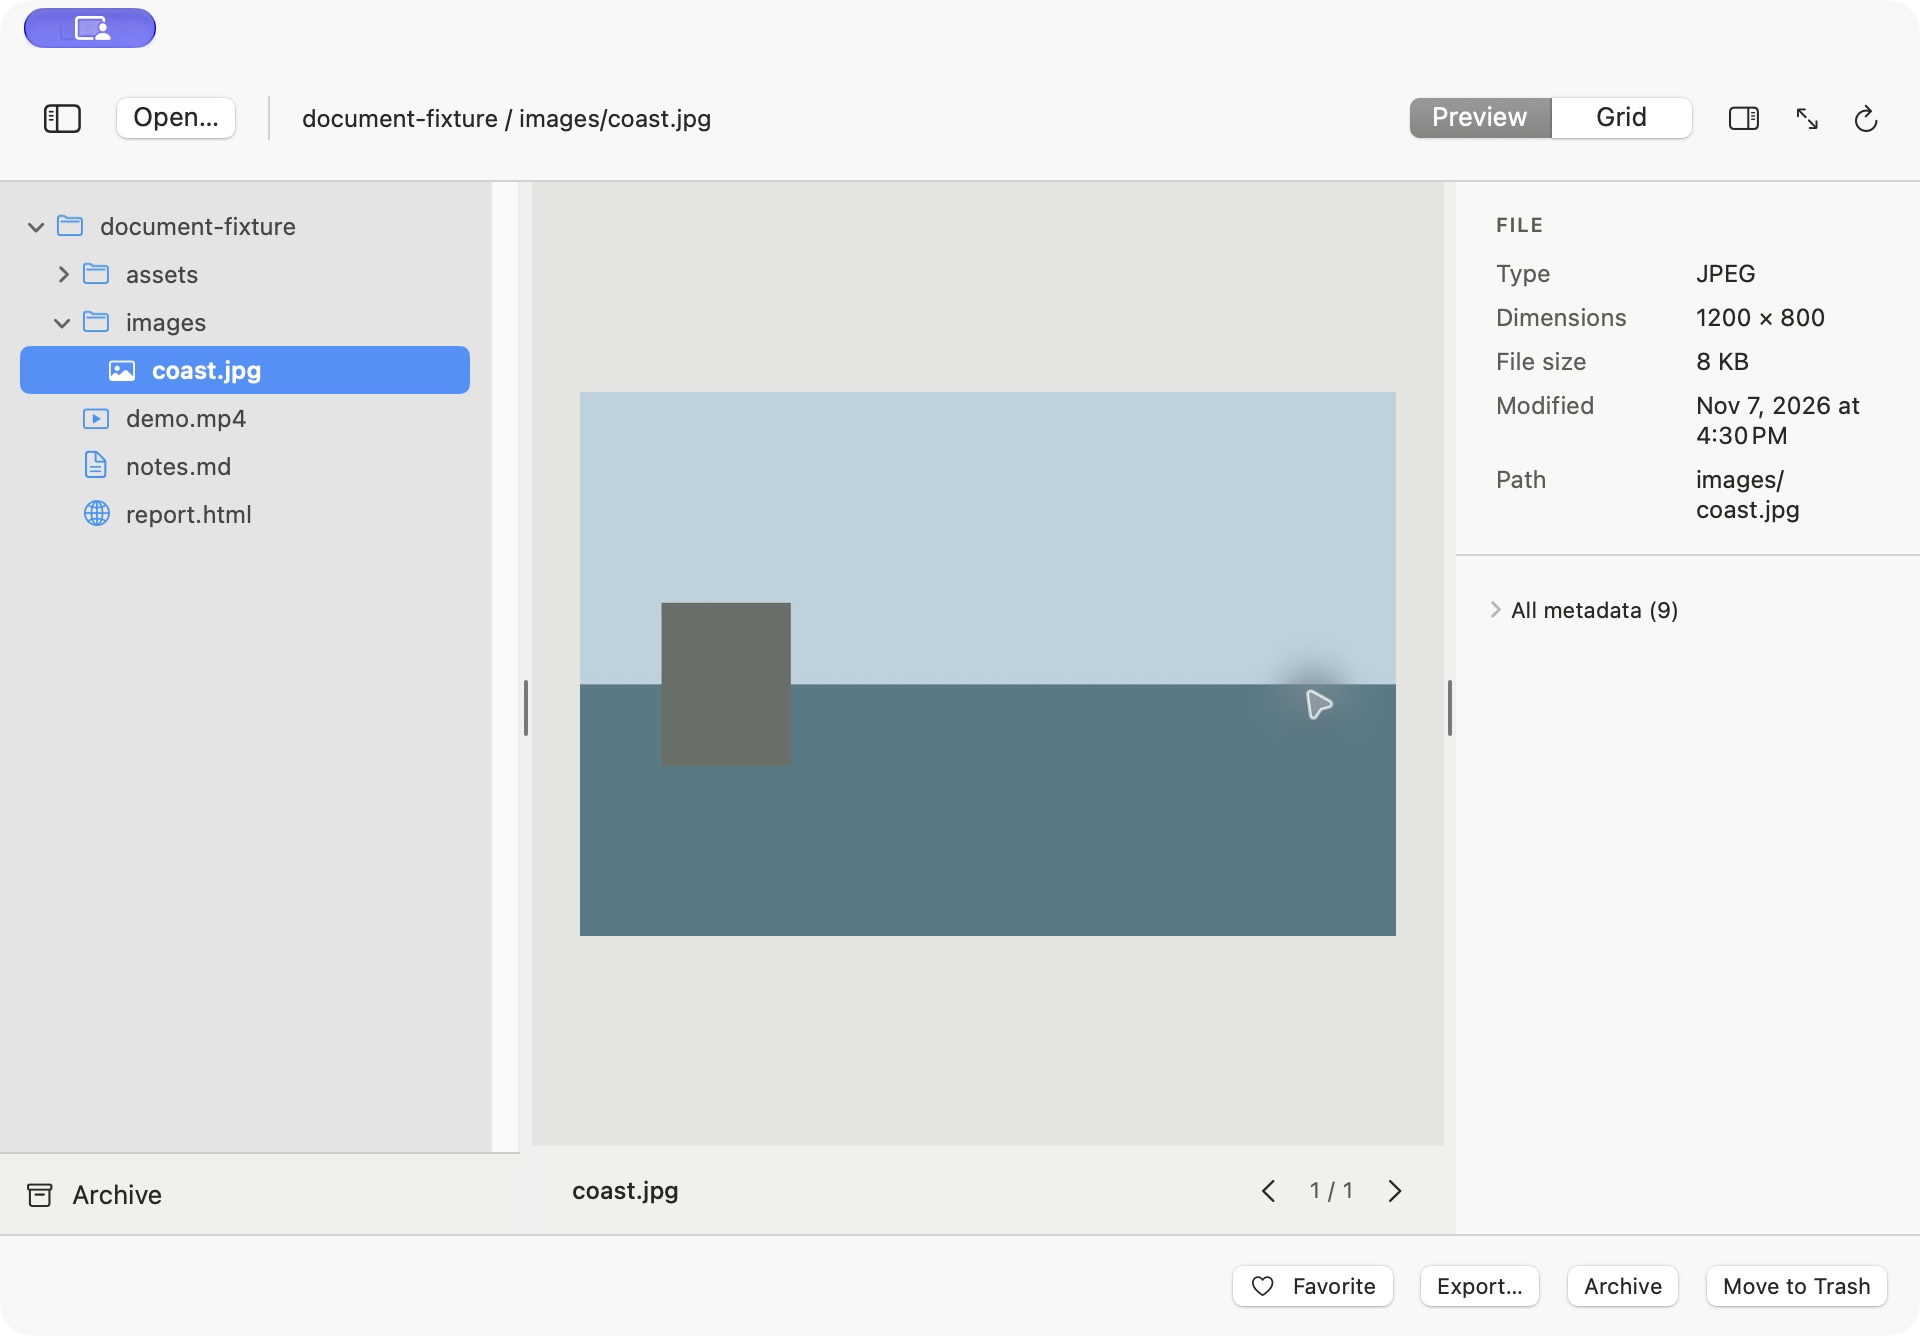 Open...
document-fixture / images/coast.jpg
Preview
Grid
document-fixture
assets
images
coast.jpg
demo.mp4
notes.md
report.html
Archive
coast.jpg
1 / 1
FILE
Type JPEG
Dimensions 1200 × 800
File size 8 KB
Modified Nov 7, 2026 at
4:30 PM
Path images/
coast.jpg
All metadata (9)
Favorite
Export...
Archive
Move to Trash